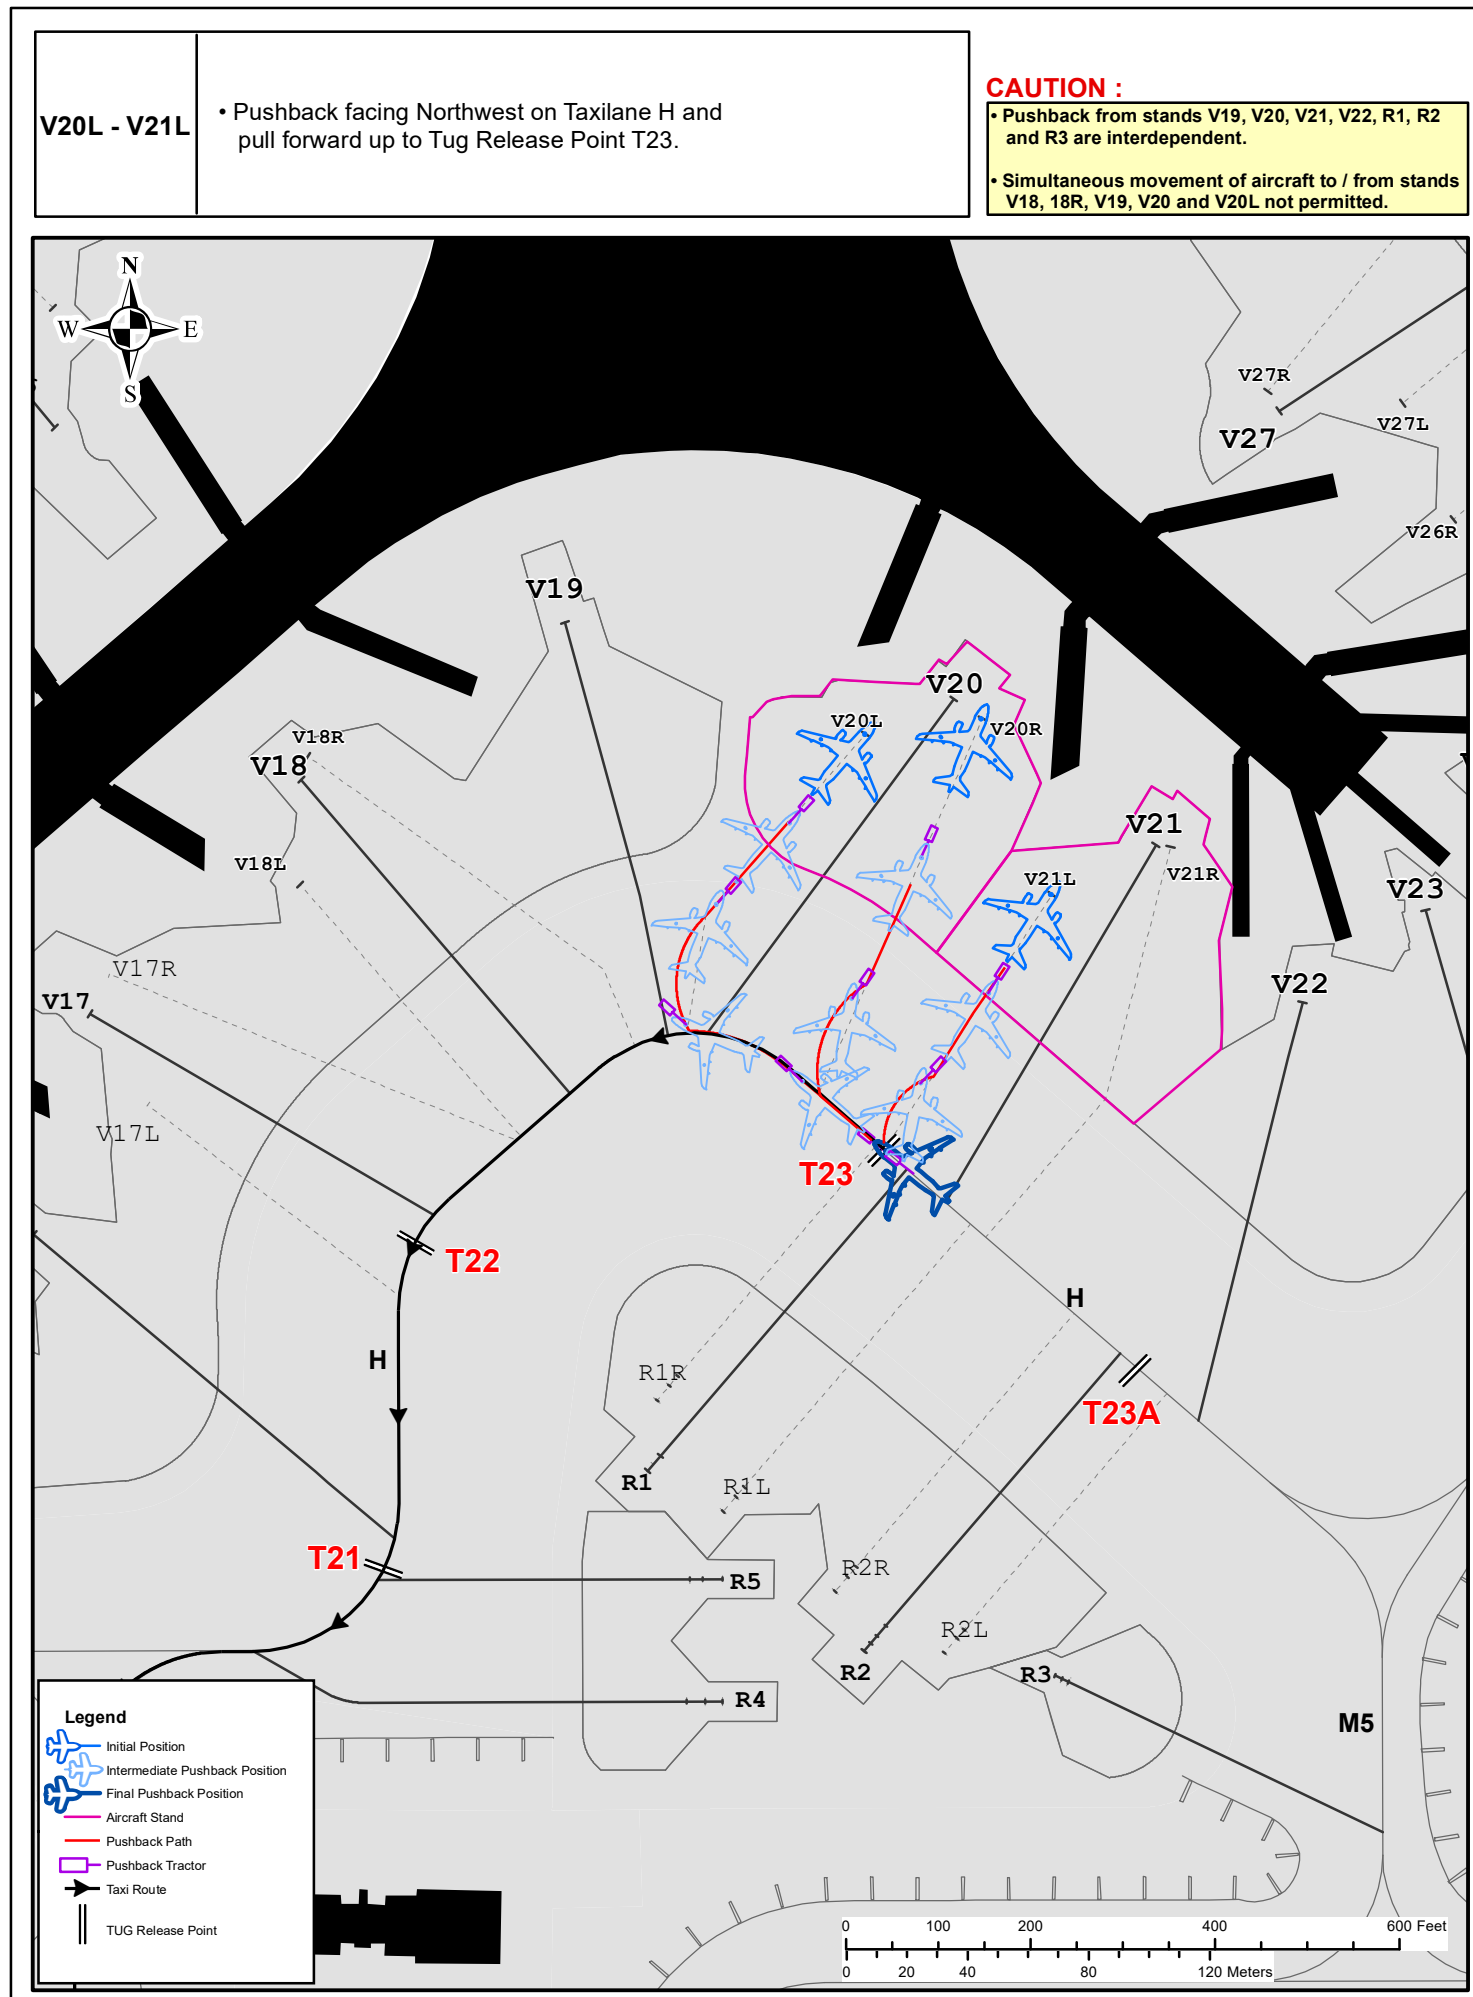 V20L - V21L
• Pushback facing Northwest on Taxilane H and
pull forward up to Tug Release Point T23.
CAUTION :
• Pushback from stands V19, V20, V21, V22, R1, R2
and R3 are interdependent.
• Simultaneous movement of aircraft to / from stands
V18, 18R, V19, V20 and V20L not permitted.
N
W E
S
V27R
V27L
V27
V26R
V19
V20
V20L
V20R
V18R
V18
V21
V21L
V21R
V18L
V23
V17R
V17
V22
V17L
T23
T22
H
H
R1R
T23A
R1
R1L
T21
R5
R2R
R2L
R2
R3
R4
M5
Legend
Initial Position
Intermediate Pushback Position
Final Pushback Position
Aircraft Stand
Pushback Path
Pushback Tractor
Taxi Route
TUG Release Point
0 100 200 400 600 Feet
0 20 40 80 120 Meters